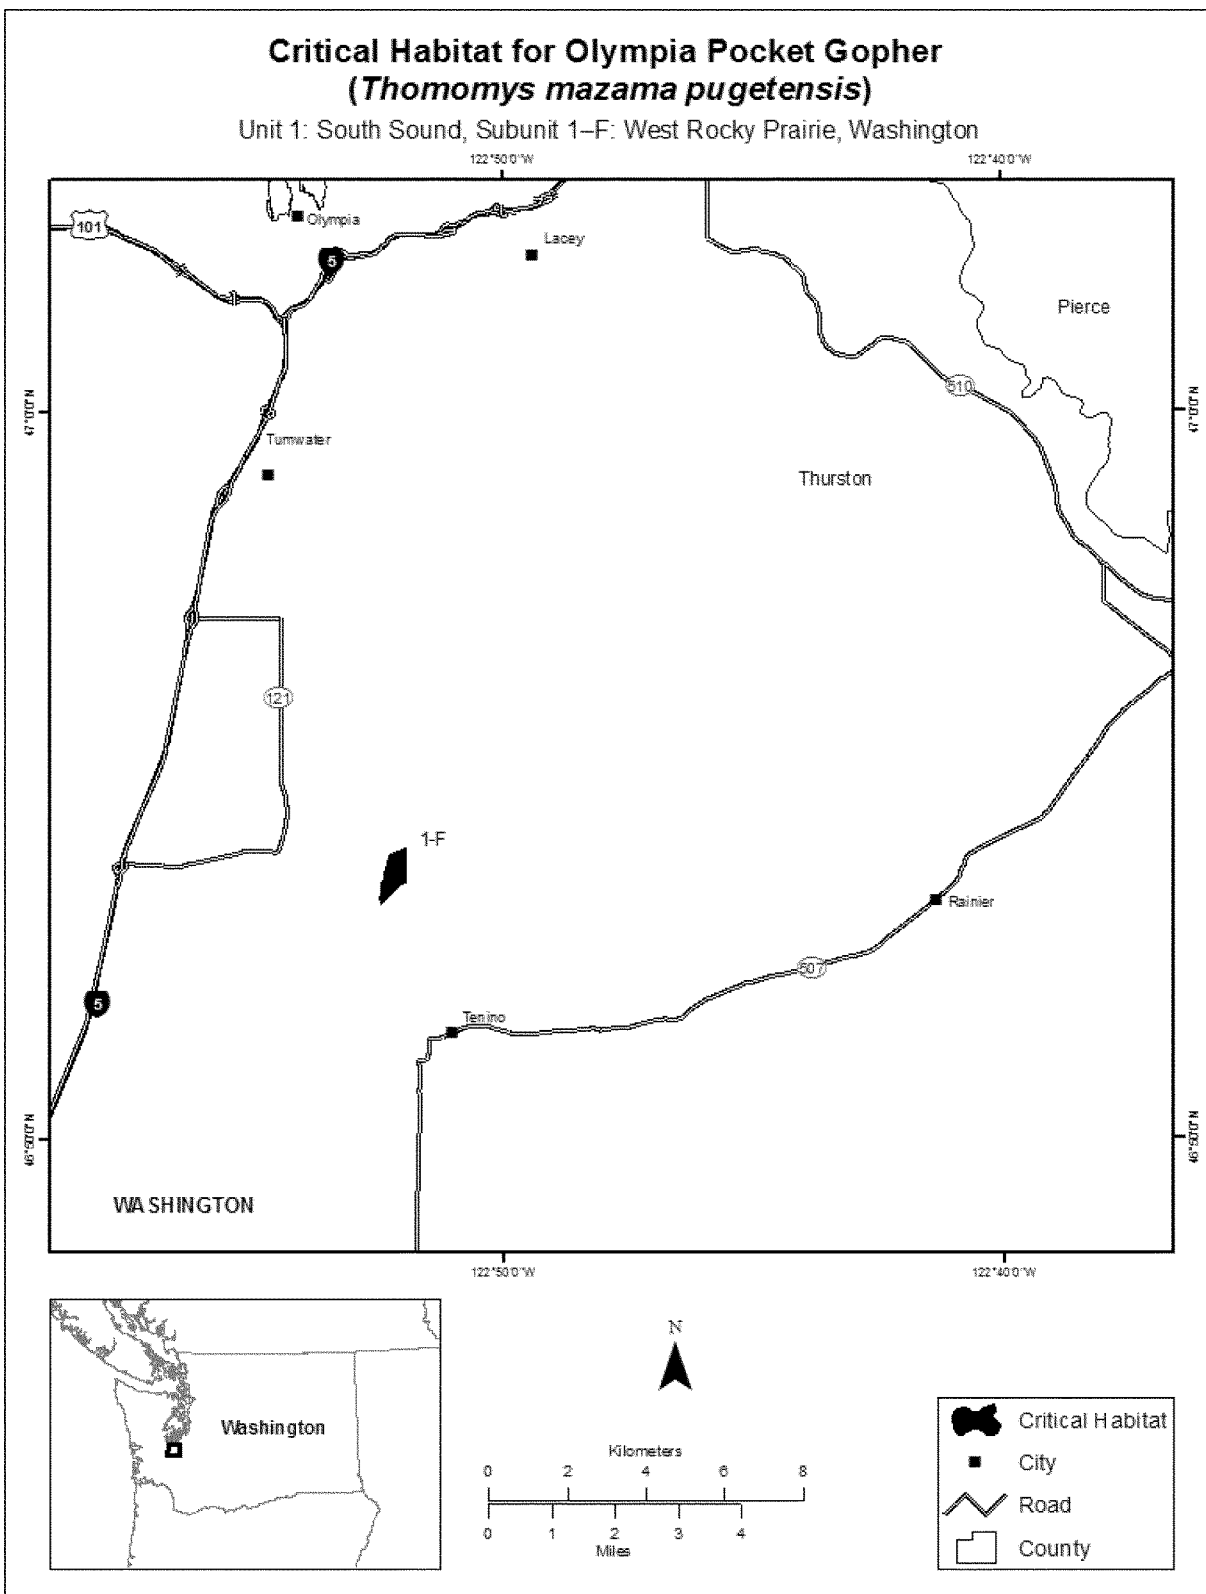 Critical Habitat for Olympia Pocket Gopher
(Thomomys mazama pugetensis)
Unit 1: South Sound, Subunit 1–F: West Rocky Prairie, Washington
122°50'0"W
122°40'0"W
101
Olympia
5
Lacey
Pierce
510
47°0'0"N
47°0'0"N
Tumwater
Thurston
121
1-F
Rainier
507
5
Tenino
46°50'0"N
46°50'0"N
WASHINGTON
122°50'0"W
122°40'0"W
Washington
N
Kilometers
0 2 4 6 8
0 1 2 3 4
Miles
Critical Habitat
City
Road
County